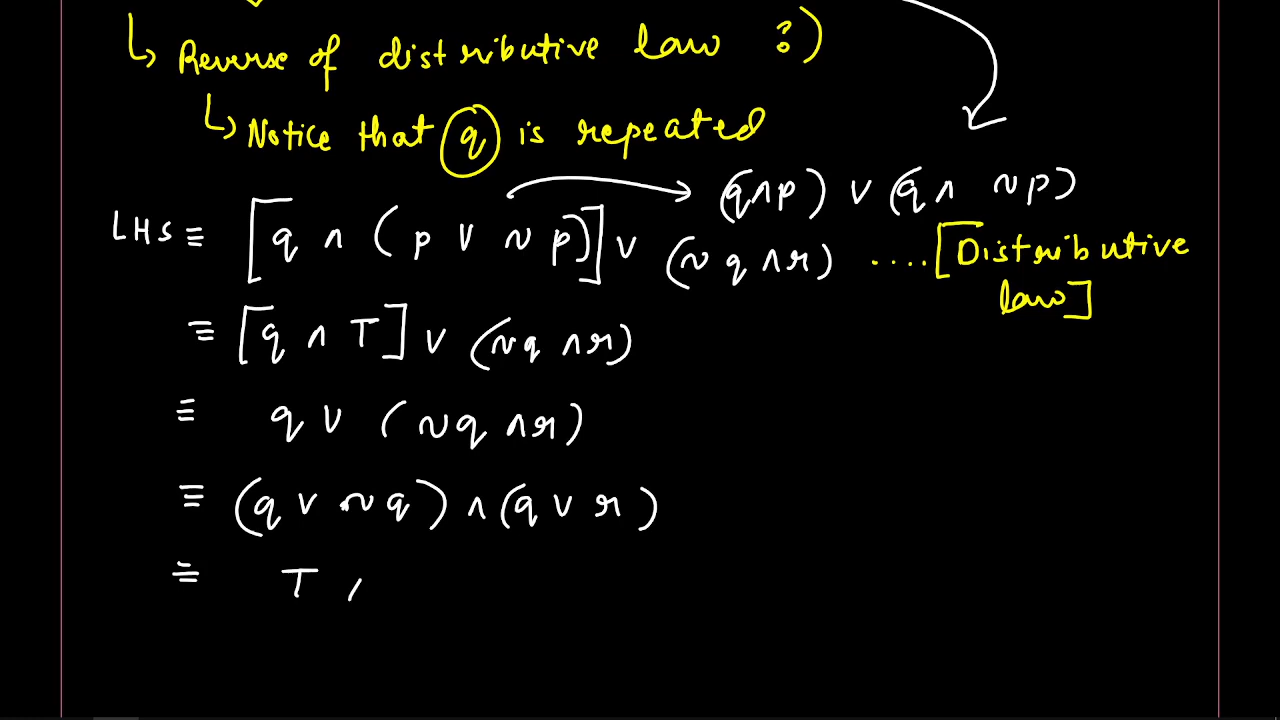 ↳ Reverse of distributive law :)
↳ Notice that q is repeated
(q∧p) ∨ (q∧ ~p)
LHS ≡ [q ∧ (p ∨ ~p)] ∨ (~q ∧r) ....[Distributive law]
≡ [q ∧ T] ∨ (~q ∧r)
≡ q ∨ (~q ∧r)
≡ (q ∨ ~q) ∧ (q ∨ r)
≡ T /